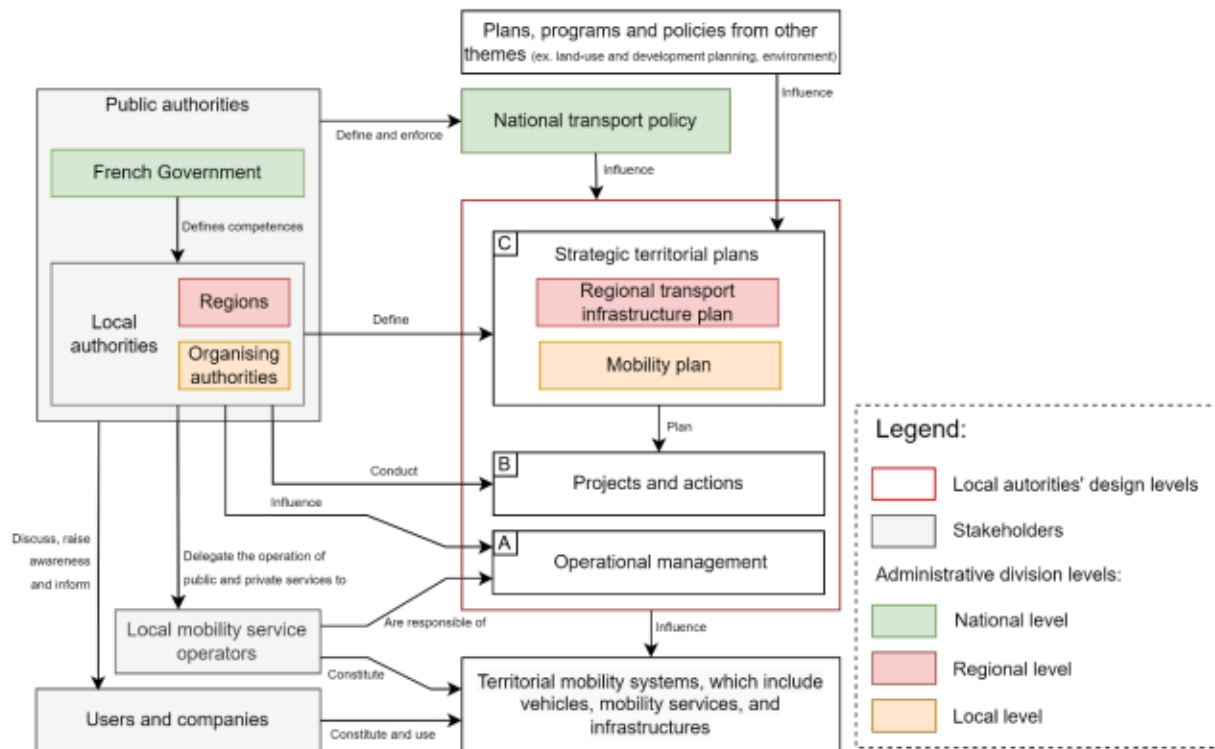 Plans, programs and policies from other
themes (ex. land-use and development planning, environment)
Influence
Public authorities
Define and enforce
National transport policy
French Government
Influence
Defines competences
C
Strategic territorial plans
Regions
Regional transport
infrastructure plan
Local
authorities
Define
Organising
authorities
Mobility plan
Plan
Legend:
Conduct
B
Projects and actions
Local autorities' design levels
Influence
Stakeholders
Discuss, raise
awareness
and inform
Delegate the operation of
public and private services to
A
Operational management
Administrative division levels:
National level
Local mobility service
operators
Are responsible of
Influence
Regional level
Constitute
Territorial mobility systems, which include
vehicles, mobility services, and
infrastructures
Users and companies
Constitute and use
Local level